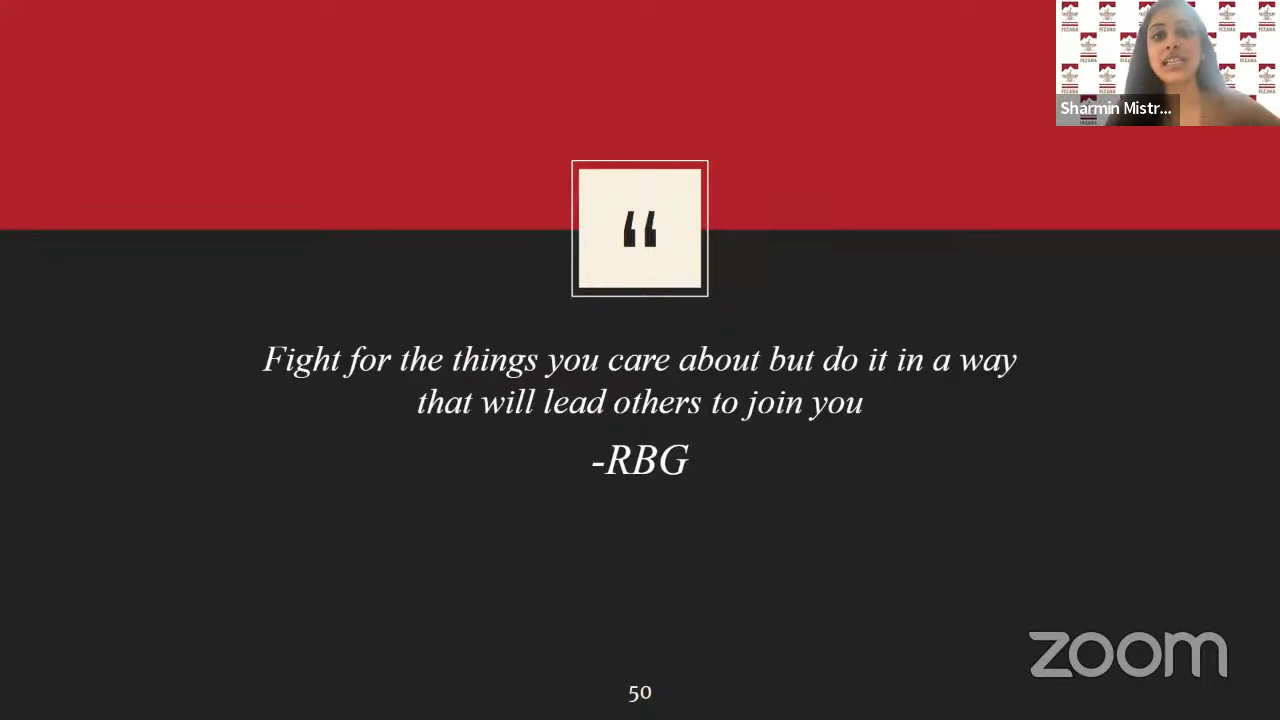 FEZANA
Sharmin Mistr...
“
Fight for the things you care about but do it in a way
that will lead others to join you
-RBG
zoom
50